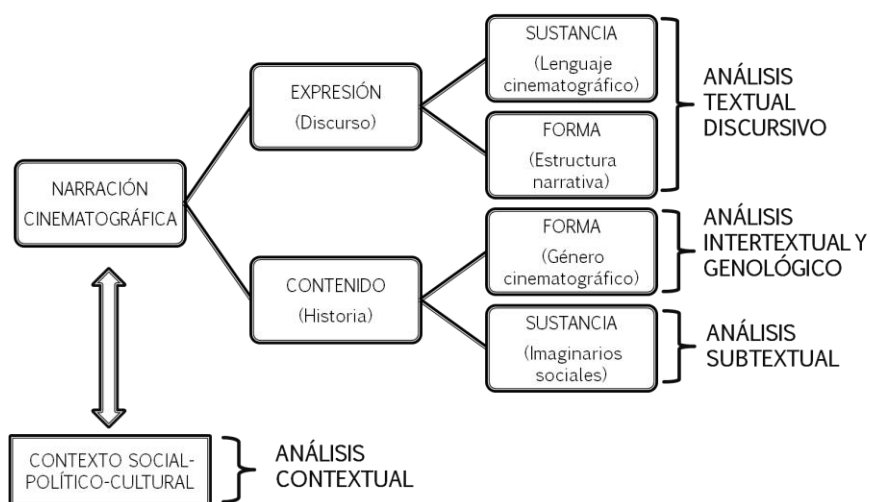 SUSTANCIA
(Lenguaje
cinematográfico)
ANÁLISIS
TEXTUAL
DISCURSIVO
EXPRESIÓN
(Discurso)
FORMA
(Estructura
narrativa)
NARRACIÓN
CINEMATOGRÁFICA
FORMA
(Género
cinematográfico)
ANÁLISIS
INTERTEXTUAL Y
GENOLÓGICO
CONTENIDO
(Historia)
SUSTANCIA
(Imaginarios
sociales)
ANÁLISIS
SUBTEXTUAL
CONTEXTO SOCIAL-
POLÍTICO-CULTURAL
ANÁLISIS
CONTEXTUAL